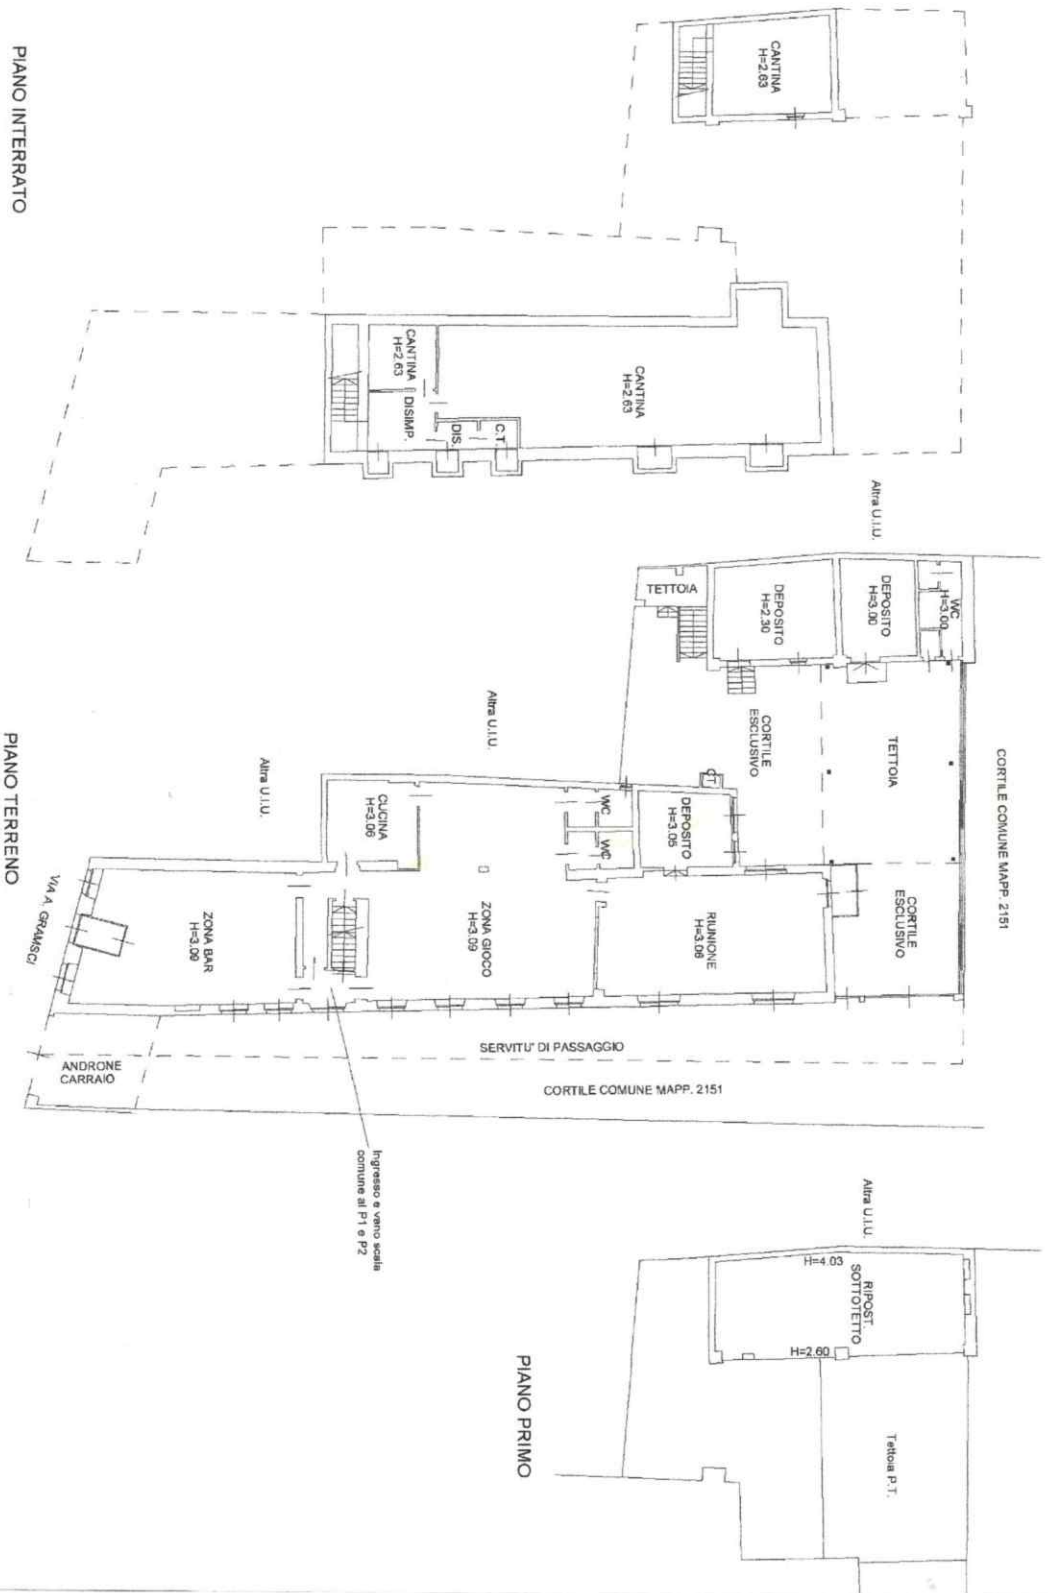 PIANO INTERRATO
CANTINA
H=2.63
CANTINA
H=2.63
CANTINA
H=2.63
DISIMP.
DIS.
C.T.
PIANO TERRENO
Altra U.I.U.
WC
H=3.00
DEPOSITO
H=3.00
DEPOSITO
H=2.30
TETTOIA
CORTILE COMUNE MAPP. 2151
TETTOIA
CORTILE
ESCLUSIVO
CORTILE
ESCLUSIVO
Altra U.I.U.
CT
DEPOSITO
H=3.05
WC
WC
CUCINA
H=3.06
Altra U.I.U.
RIUNIONE
H=3.06
ZONA GIOCO
H=3.09
ZONA BAR
H=3.09
VIA A. GRAMSCI
SERVITU' DI PASSAGGIO
ANDRONE
CARRAIO
CORTILE COMUNE MAPP. 2151
Ingresso e vano scala
comune al P1 e P2
PIANO PRIMO
Altra U.I.U.
H=4.03
RIPOST.
SOTTOTETTO
H=2.60
Tettoia P.T.